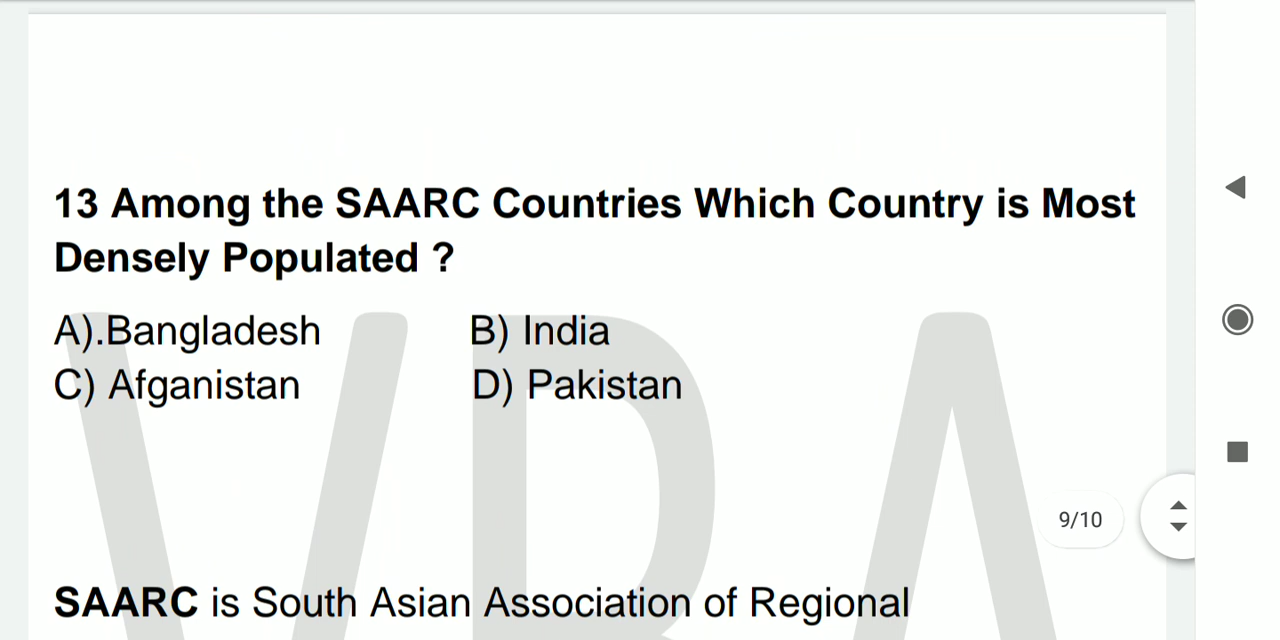 13 Among the SAARC Countries Which Country is Most
Densely Populated ?
A).Bangladesh B) India
C) Afganistan D) Pakistan
9/10
SAARC is South Asian Association of Regional